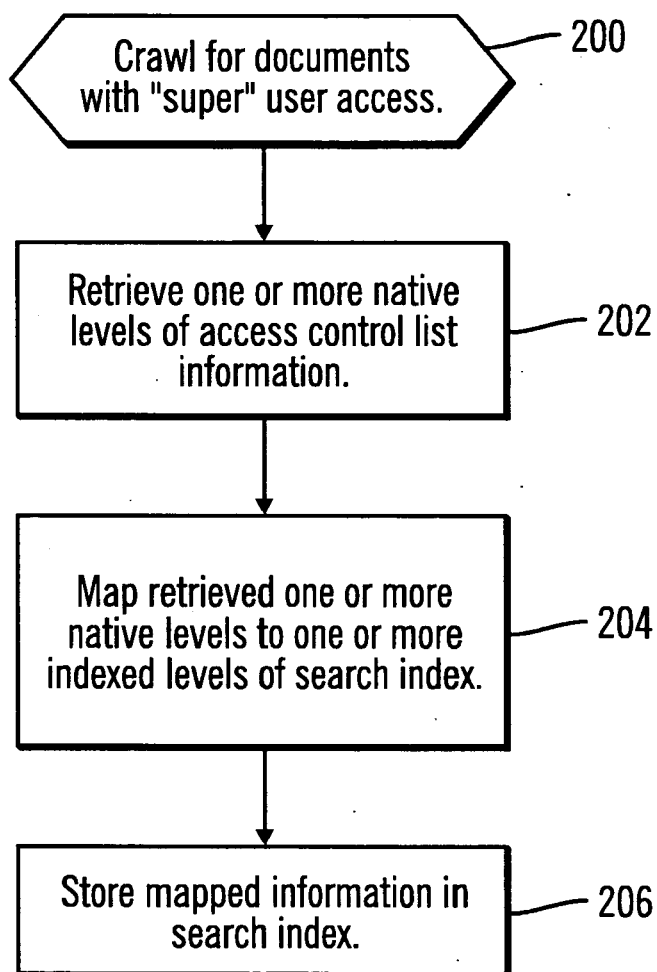 Crawl for documents
with "super" user access.
200
Retrieve one or more native
levels of access control list
information.
202
Map retrieved one or more
native levels to one or more
indexed levels of search index.
204
Store mapped information in
search index.
206